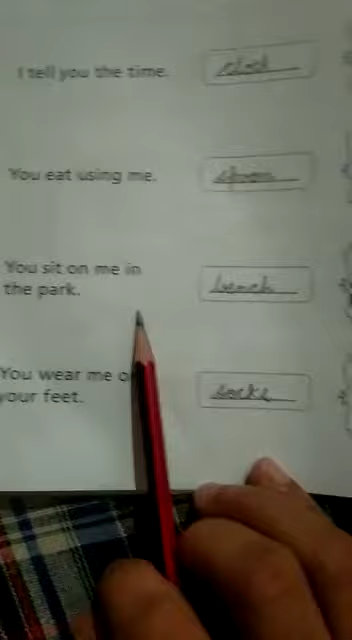 I tell you the time. clock
You eat using me. spoon
You sit on me in bench
the park.
You wear me o socks
your feet.